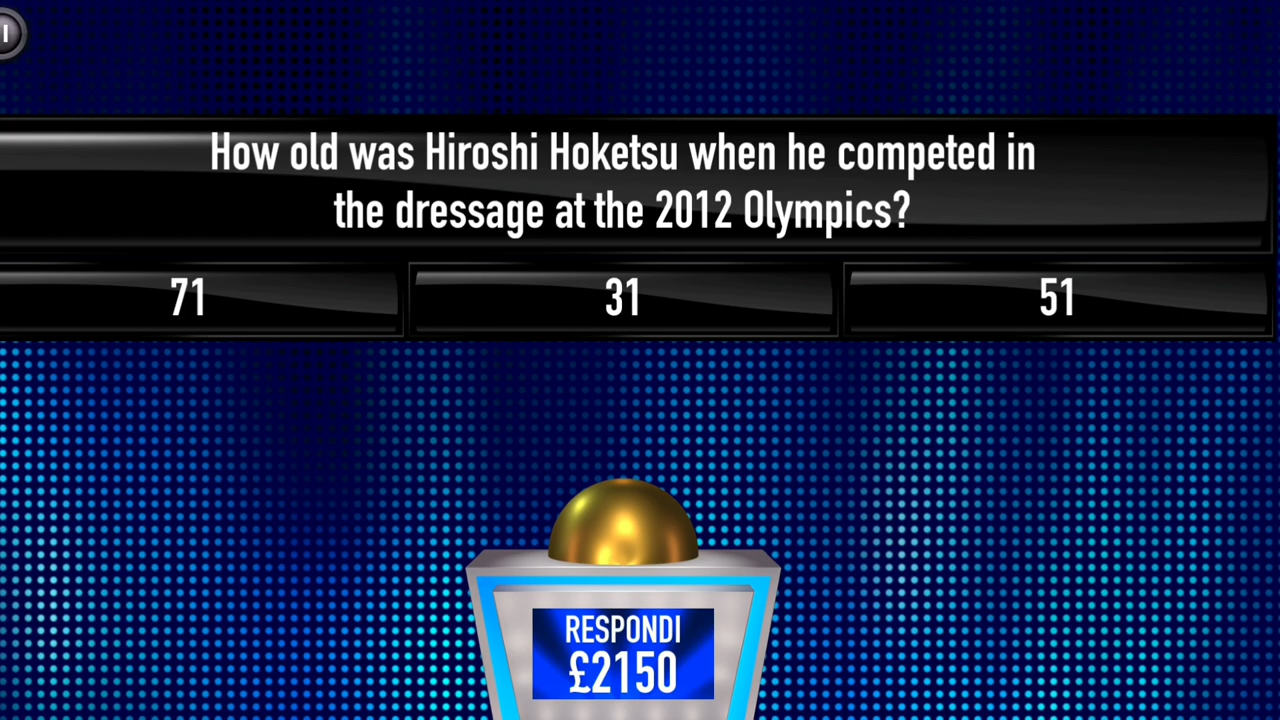 How old was Hiroshi Hoketsu when he competed in
the dressage at the 2012 Olympics?
71
31
51
RESPONDI
£2150